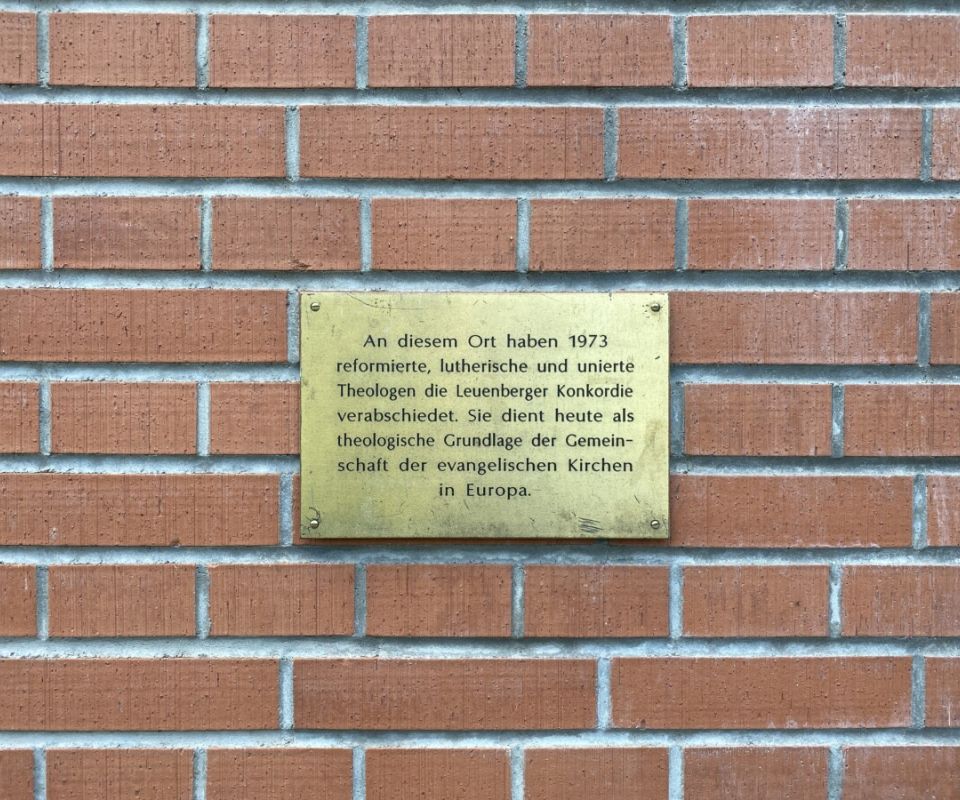 An diesem Ort haben 1973
reformierte, lutherische und unierte
Theologen die Leuenberger Konkordie
verabschiedet. Sie dient heute als
theologische Grundlage der Gemein-
schaft der evangelischen Kirchen
in Europa.